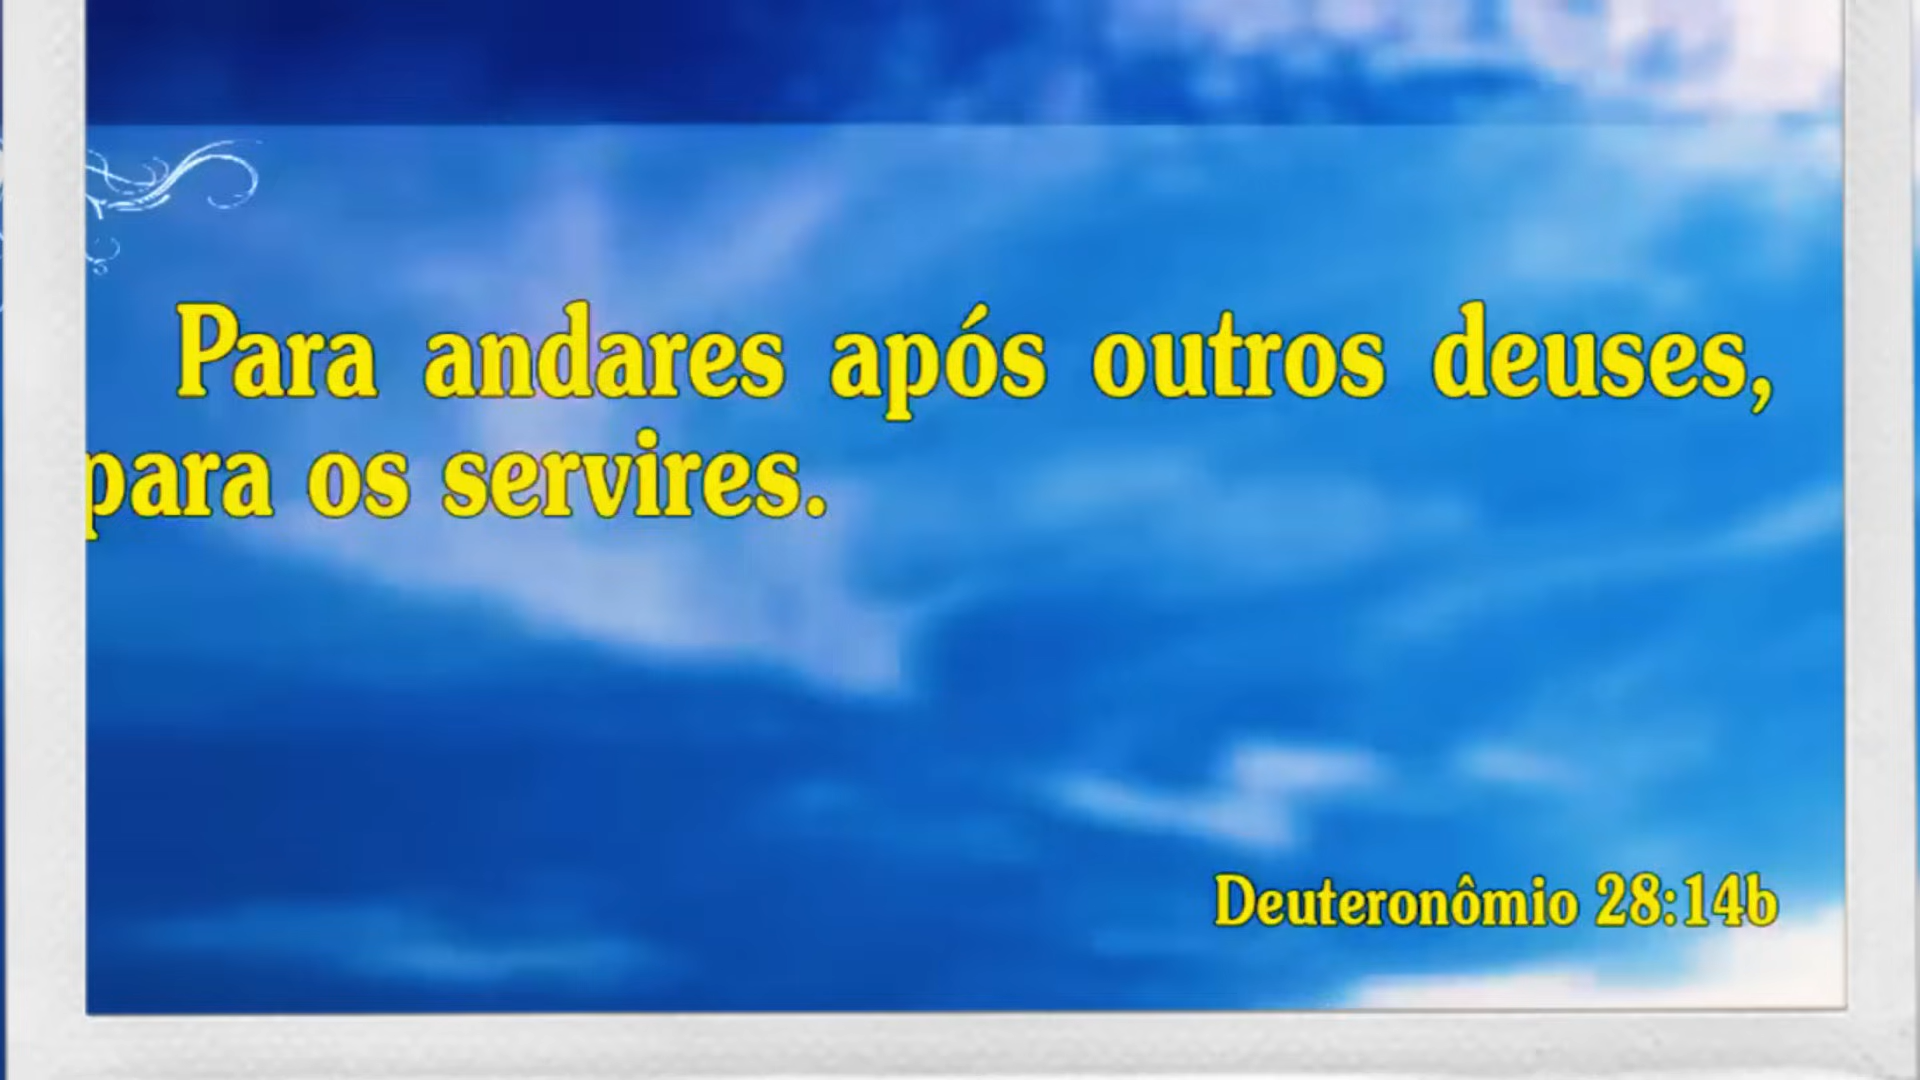 Para andares após outros deuses,
para os servires.
Deuteronômio 28:14b